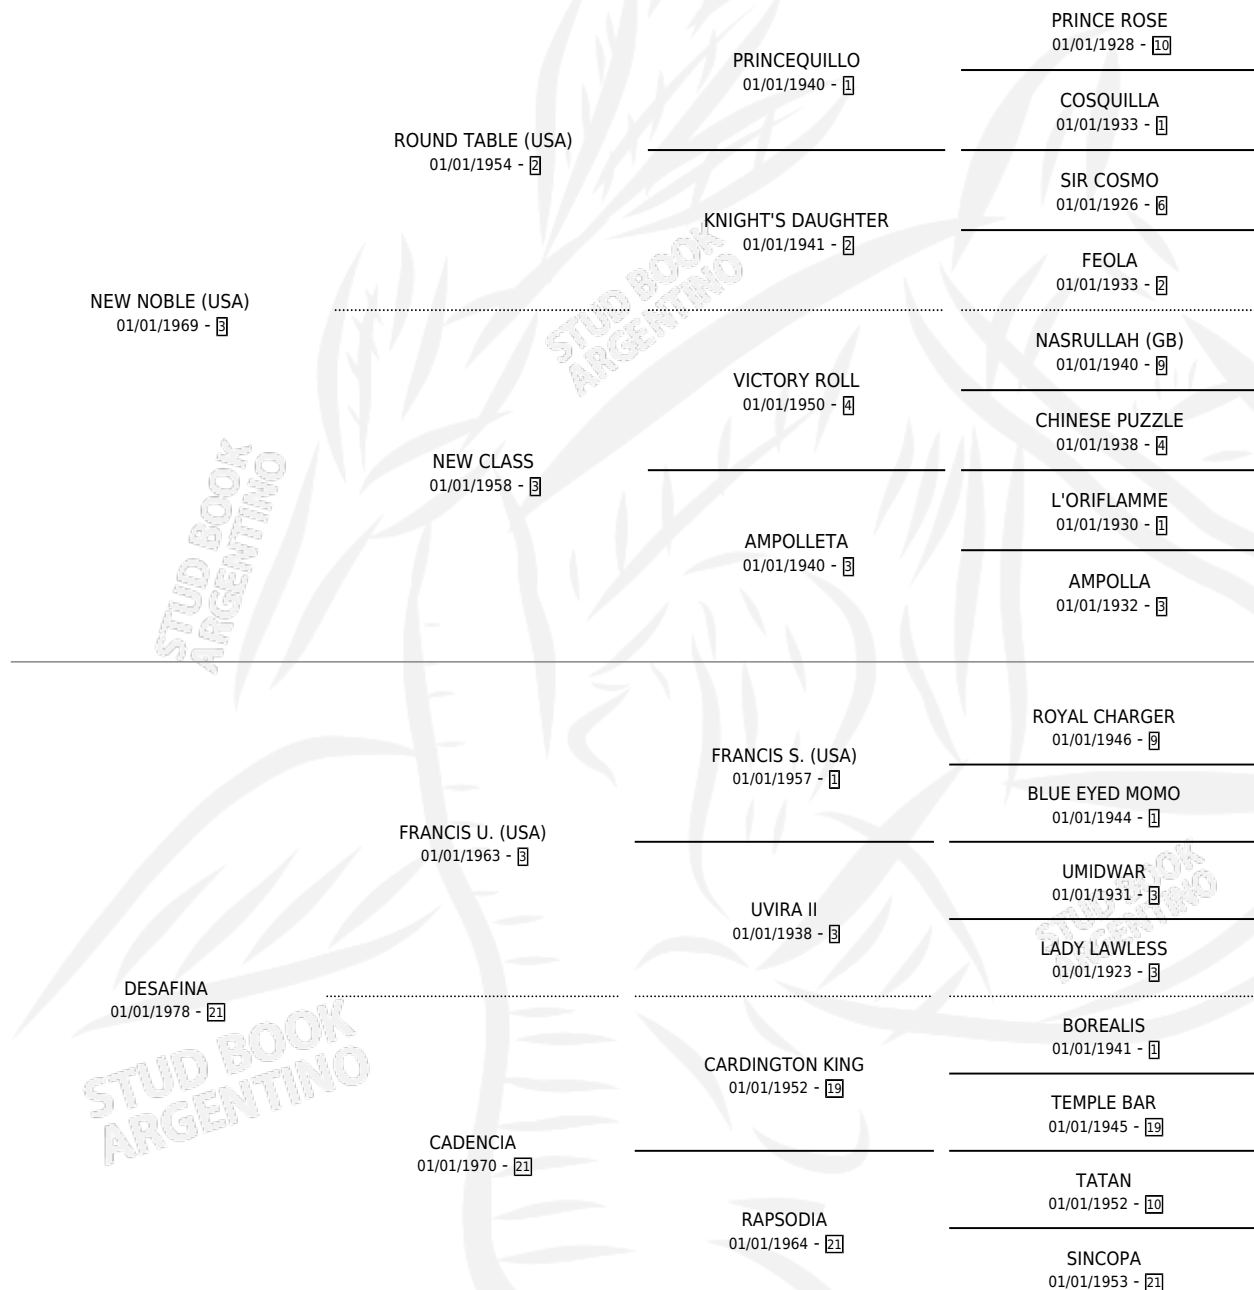 PRINCE ROSE
01/01/1928 - 10
PRINCEQUILLO
01/01/1940 - 1
COSQUILLA
01/01/1933 - 1
ROUND TABLE (USA)
01/01/1954 - 2
SIR COSMO
01/01/1926 - 6
KNIGHT'S DAUGHTER
01/01/1941 - 2
FEOLA
01/01/1933 - 2
NEW NOBLE (USA)
01/01/1969 - 3
STUD BOOK
ARGENTINO
NASRULLAH (GB)
01/01/1940 - 9
VICTORY ROLL
01/01/1950 - 4
CHINESE PUZZLE
01/01/1938 - 4
NEW CLASS
01/01/1958 - 3
STUD BOOK
ARGENTINO
L'ORIFLAMME
01/01/1930 - 1
AMPOLLETA
01/01/1940 - 3
AMPOLLA
01/01/1932 - 3
ROYAL CHARGER
01/01/1946 - 9
FRANCIS S. (USA)
01/01/1957 - 1
BLUE EYED MOMO
01/01/1944 - 1
FRANCIS U. (USA)
01/01/1963 - 3
UMIDWAR
01/01/1931 - 3
STUD BOOK
ARGENTINO
UVIRA II
01/01/1938 - 3
LADY LAWLESS
01/01/1923 - 3
DESAFINA
01/01/1978 - 21
STUD BOOK
ARGENTINO
BOREALIS
01/01/1941 - 1
CARDINGTON KING
01/01/1952 - 19
TEMPLE BAR
01/01/1945 - 19
CADENCIA
01/01/1970 - 21
TATAN
01/01/1952 - 10
RAPSODIA
01/01/1964 - 21
SINCOPA
01/01/1953 - 21